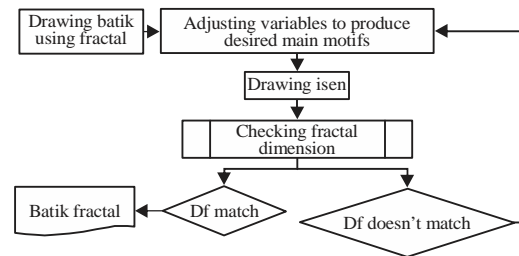 Drawing batik
using fractal
Adjusting variables to produce
desired main motifs
Drawing isen
Checking fractal
dimension
Batik fractal
Df match
Df doesn't match